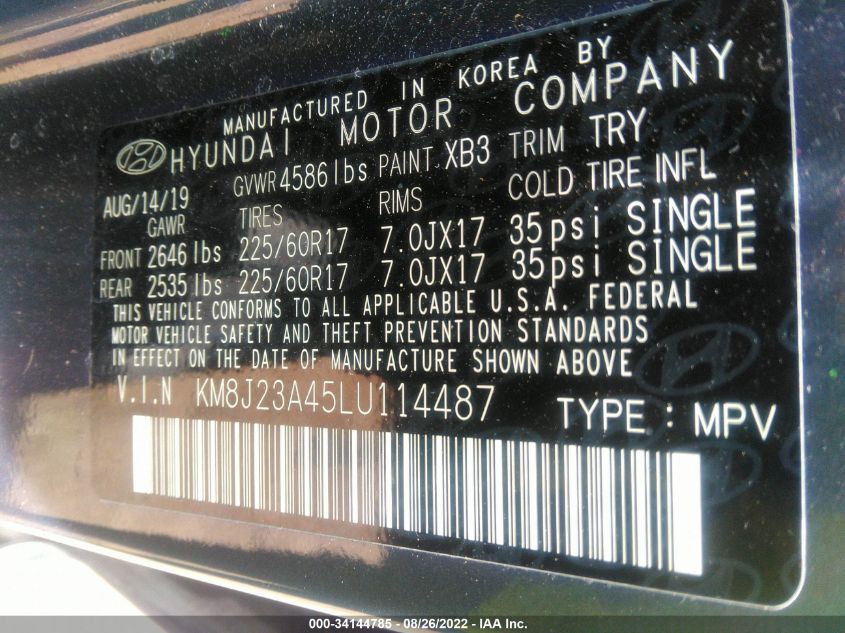 MANUFACTURED IN KOREA BY
HYUNDAI MOTOR COMPANY
AUG/14/19 GVWR 4586 lbs PAINT XB3 TRIM TRY
GAWR TIRES RIMS COLD TIRE INFL
FRONT 2646 lbs 225/60R17 7.0JX17 35psi SINGLE
REAR 2535 lbs 225/60R17 7.0JX17 35psi SINGLE
THIS VEHICLE CONFORMS TO ALL APPLICABLE U.S.A. FEDERAL
MOTOR VEHICLE SAFETY AND THEFT PREVENTION STANDARDS
IN EFFECT ON THE DATE OF MANUFACTURE SHOWN ABOVE
V.I.N KM8J23A45LU114487 TYPE : MPV
000-34144785 - 08/26/2022 - IAA Inc.